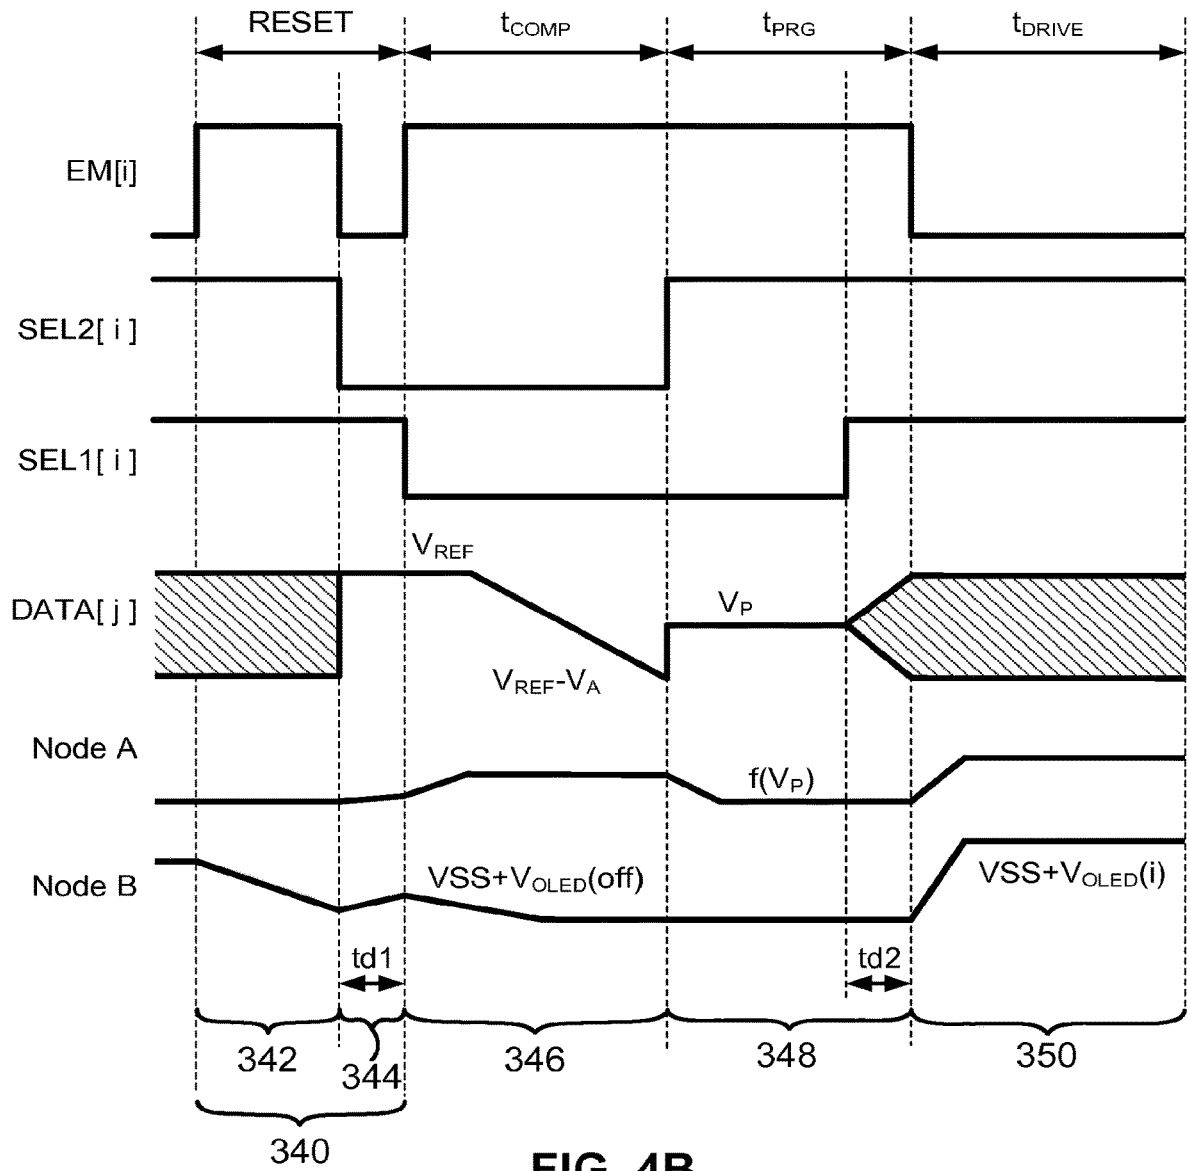 RESET tCOMP tPRG tDRIVE
EM[i]
SEL2[ i ]
SEL1[ i ]
VREF
DATA[ j ]
VP
VREF-VA
Node A
f(VP)
Node B
VSS+VOLED(off)
VSS+VOLED(i)
td1 td2
342 344 346 348 350
340
FIG. 4B